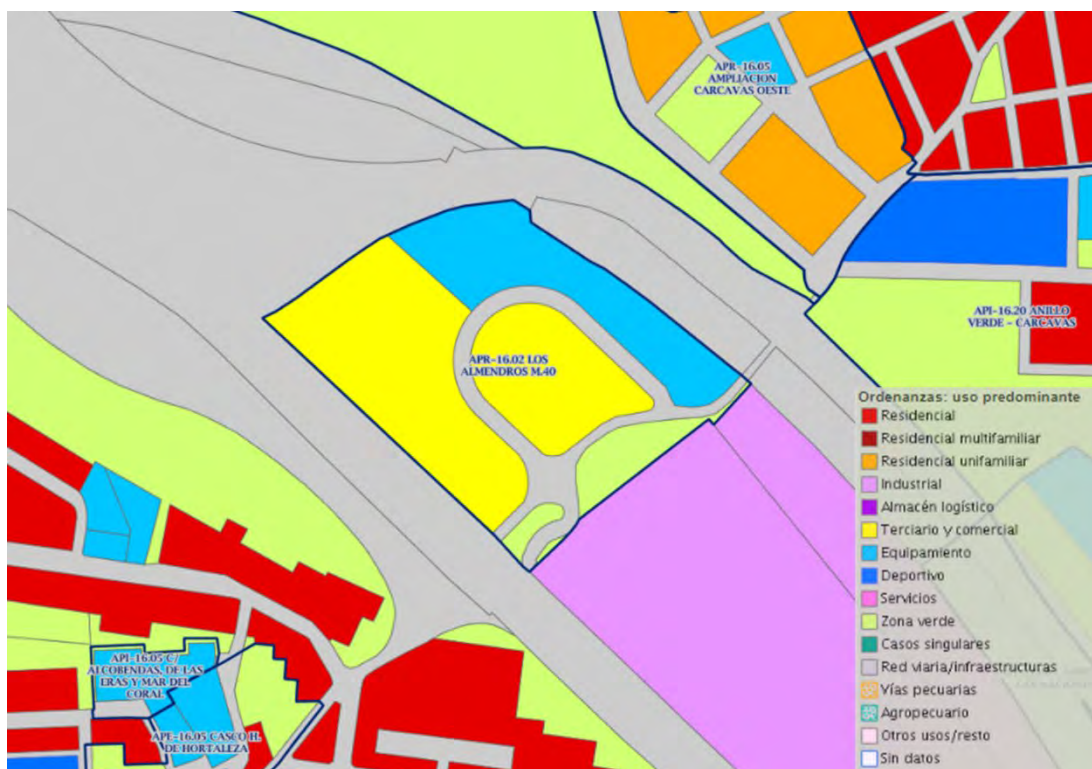 APR-16.05
AMPLIACION
CARCAVAS OESTE
API-16.20 ANILLO
VERDE - CARCAVAS
APR-16.02 LOS
ALMENDROS M.40
Ordenanzas: uso predominante
Residencial
Residencial multifamiliar
Residencial unifamiliar
Industrial
Almacén logístico
Terciario y comercial
Equipamiento
Deportivo
Servicios
Zona verde
Casos singulares
Red viaria/infraestructuras
Vías pecuarias
Agropecuario
Otros usos/resto
Sin datos
API-16.05 C/
ALCOBENDAS, DE LAS
ERAS Y MAR DEL
CORAL
APE-16.05 CASCO H.
DE HORTALEZA